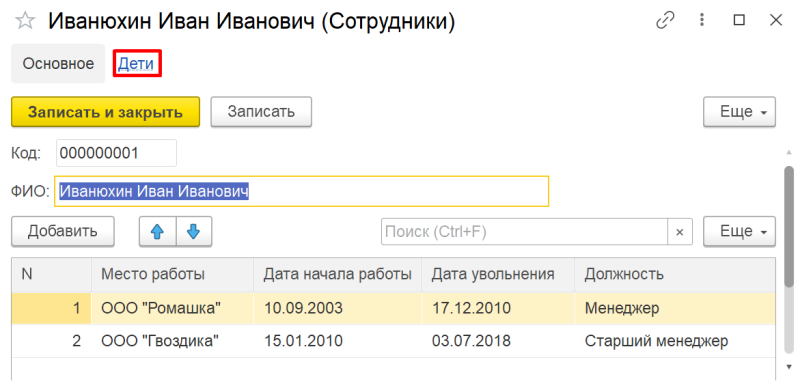 Иванюхин Иван Иванович (Сотрудники)
Основное Дети
Записать и закрыть Записать Еще
Код: 000000001
ФИО: Иванюхин Иван Иванович
Добавить Поиск (Ctrl+F) × Еще
N Место работы Дата начала работы Дата увольнения Должность
1 ООО "Ромашка" 10.09.2003 17.12.2010 Менеджер
2 ООО "Гвоздика" 15.01.2010 03.07.2018 Старший менеджер